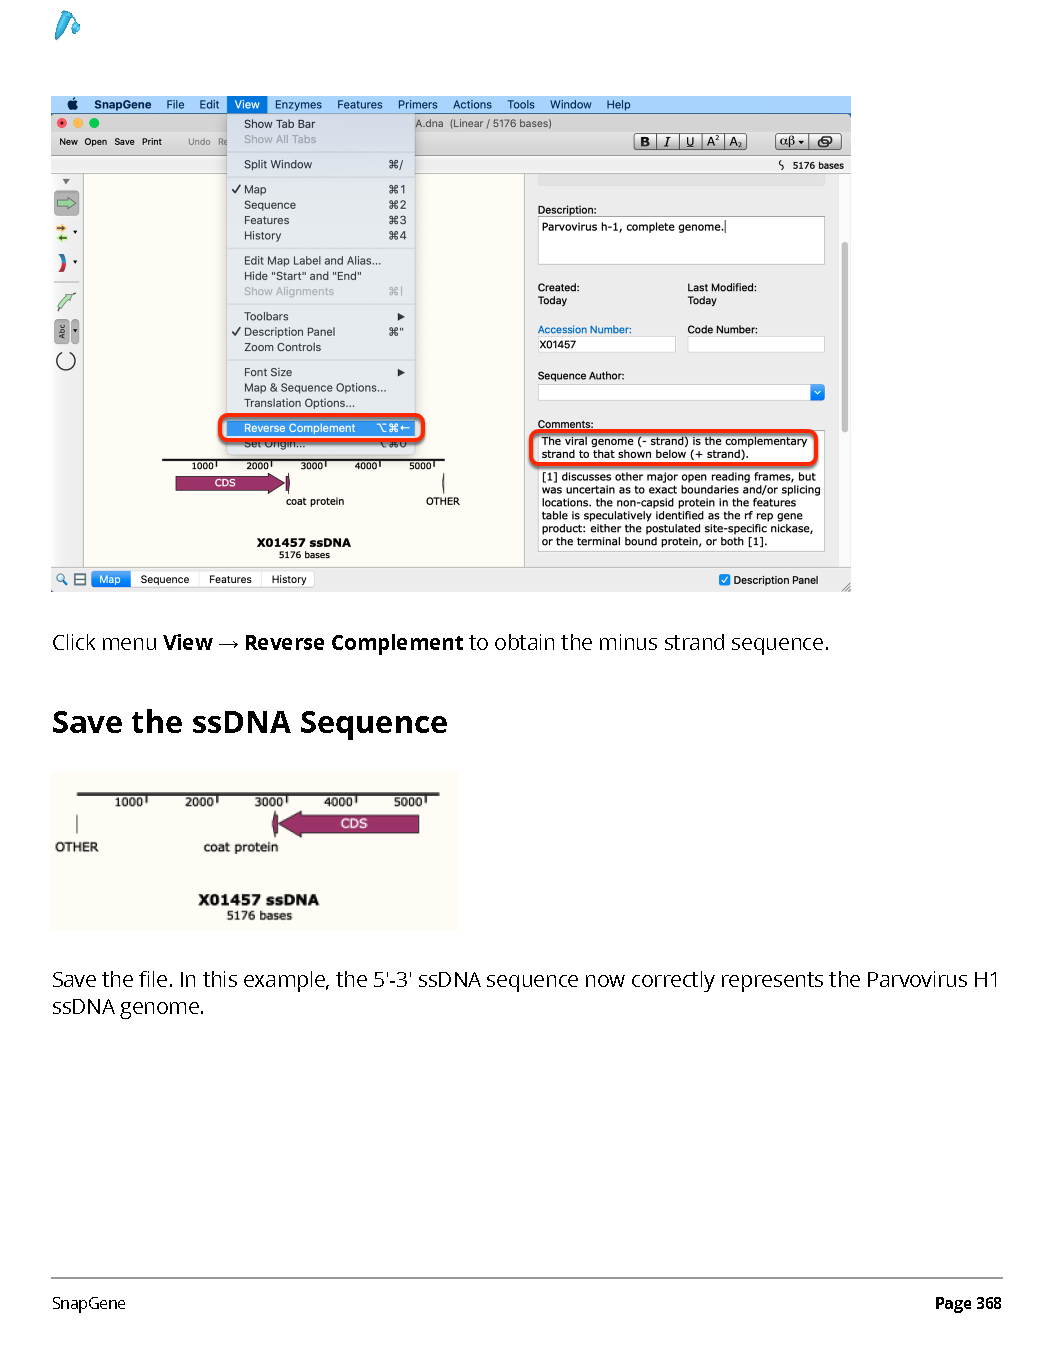 SnapGene File Edit View Enzymes Features Primers Actions Tools Window Help
A.dna (Linear / 5176 bases)
New Open Save Print Undo Re
B I U A² A₂ αβ
5176 bases
Show Tab Bar
Show All Tabs
Split Window ⌘/
✓ Map ⌘1
Sequence ⌘2
Features ⌘3
History ⌘4
Edit Map Label and Alias...
Hide "Start" and "End"
Show Alignments
Toolbars ▶
✓ Description Panel ⌘"
Zoom Controls
Font Size ▶
Map & Sequence Options...
Translation Options...
Reverse Complement ⌥⌘←
Set Origin... ⌥⌘0
Abc
1000 2000 3000 4000 5000
CDS
coat protein
OTHER
X01457 ssDNA
5176 bases
Description:
Parvovirus h-1, complete genome.
Created: Last Modified:
Today Today
Accession Number: Code Number:
X01457
Sequence Author:
Comments:
The viral genome (- strand) is the complementary
strand to that shown below (+ strand).
[1] discusses other major open reading frames, but
was uncertain as to exact boundaries and/or splicing
locations. the non-capsid protein in the features
table is speculatively identified as the rf rep gene
product: either the postulated site-specific nickase,
or the terminal bound protein, or both [1].
Map Sequence Features History
Description Panel
Click menu View → Reverse Complement to obtain the minus strand sequence.
Save the ssDNA Sequence
1000 2000 3000 4000 5000
CDS
OTHER coat protein
X01457 ssDNA
5176 bases
Save the file. In this example, the 5'-3' ssDNA sequence now correctly represents the Parvovirus H1
ssDNA genome.
SnapGene Page 368